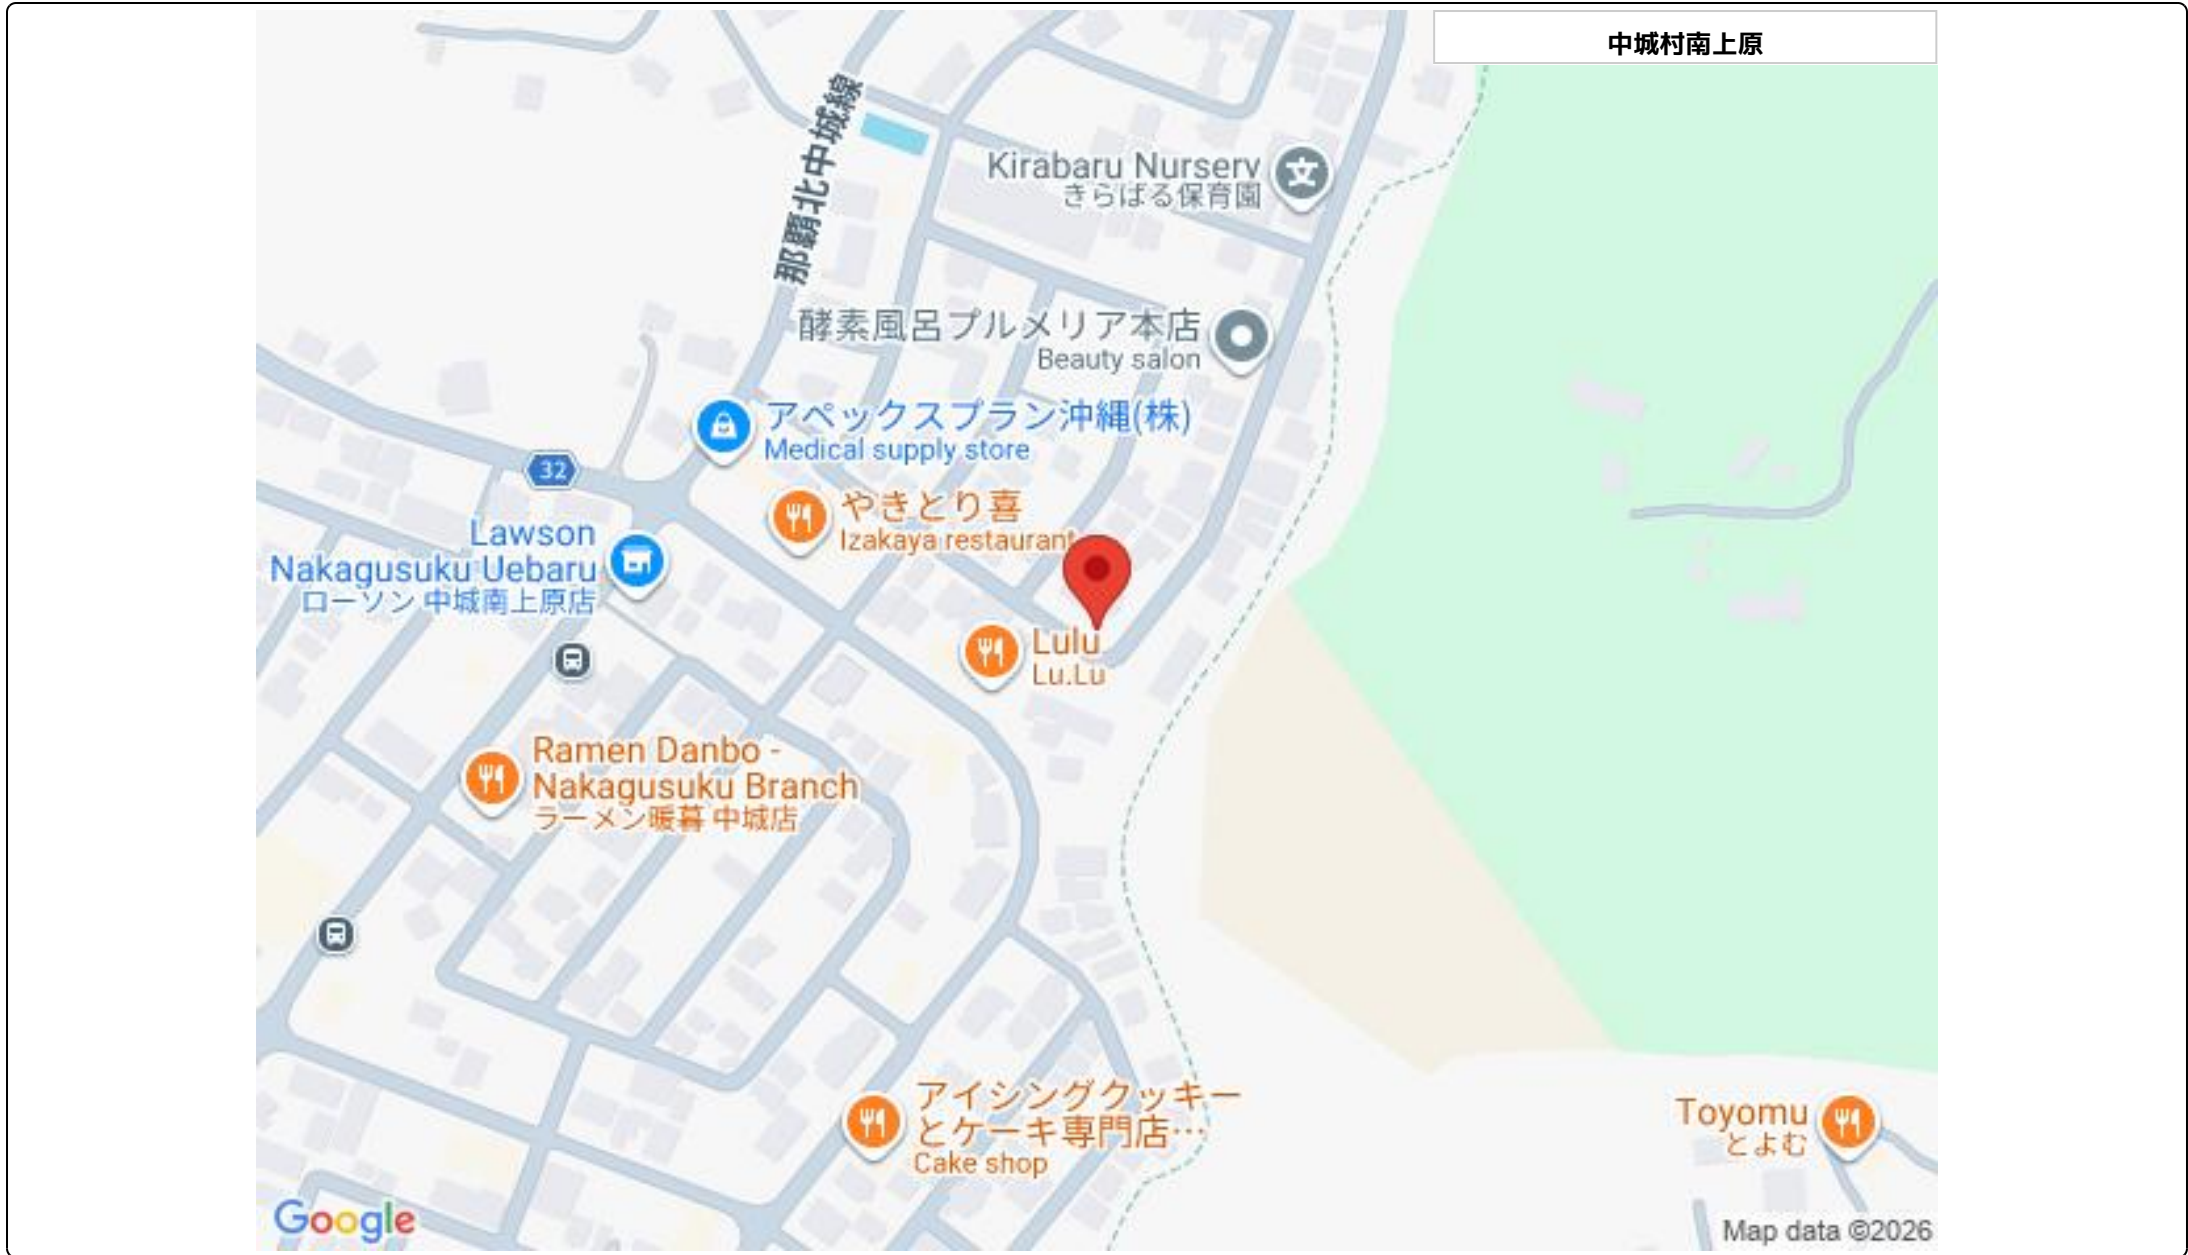 中城村南上原
那覇北中城線
Kirabaru Nursery
きらばる保育園
酵素風呂プルメリア本店
Beauty salon
アペックスプラン沖縄(株)
Medical supply store
32
やきとり喜
Izakaya restaurant
Lawson
Nakagusuku Uebaru
ローソン 中城南上原店
Lulu
Lu.Lu
Ramen Danbo -
Nakagusuku Branch
ラーメン暖暮 中城店
アイシングクッキー
とケーキ専門店…
Cake shop
Toyomu
とよむ
Google
Map data ©2026